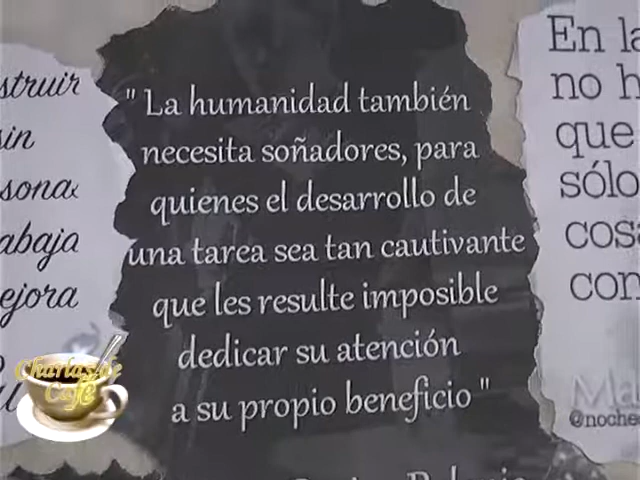 struir
sin
sona
abaja
ejora
" La humanidad también
necesita soñadores, para
quienes el desarrollo de
una tarea sea tan cautivante
que les resulte imposible
dedicar su atención
a su propio beneficio "
En la
no h
que
sólo
cosa
con
Ma
@noche
Charlas de
Café